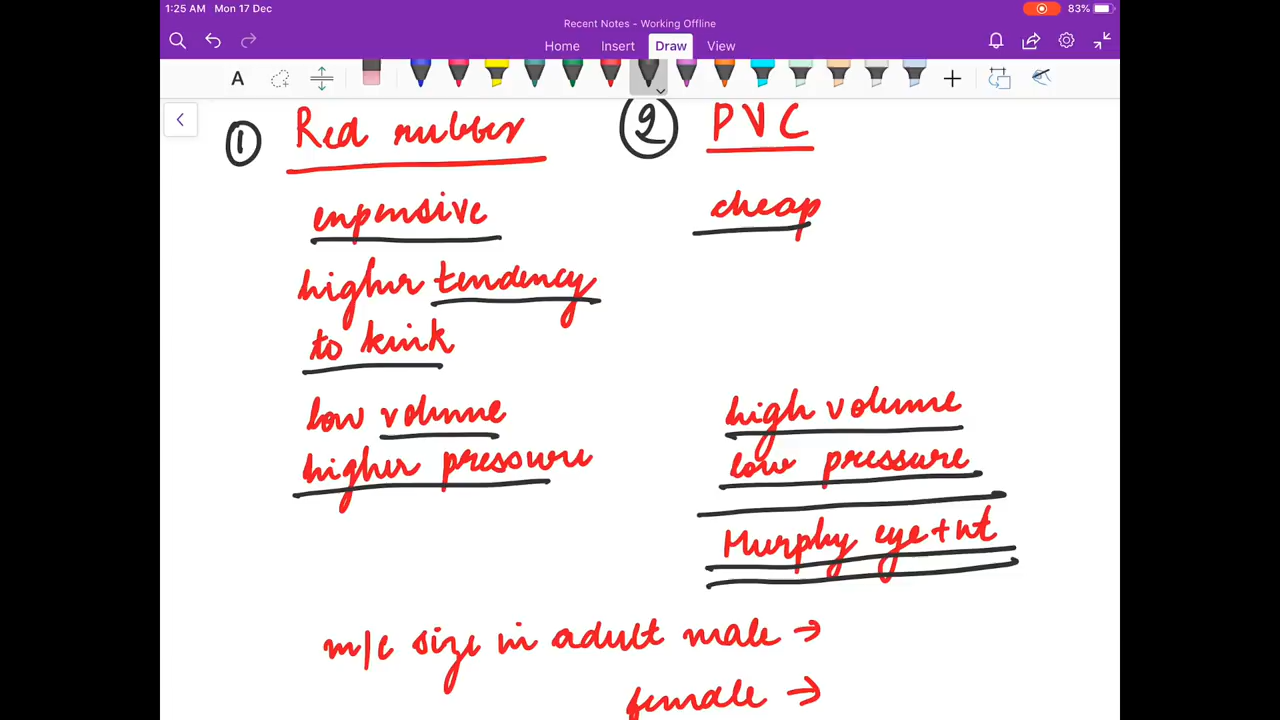 1:25 AM Mon 17 Dec
83%
Recent Notes - Working Offline
Home Insert Draw View
A
① Red rubber
② PVC
expensive
cheap
higher tendency
to kink
low volume
high volume
higher pressure
low pressure
Murphy eye + nt
m/c size in adult male →
female →